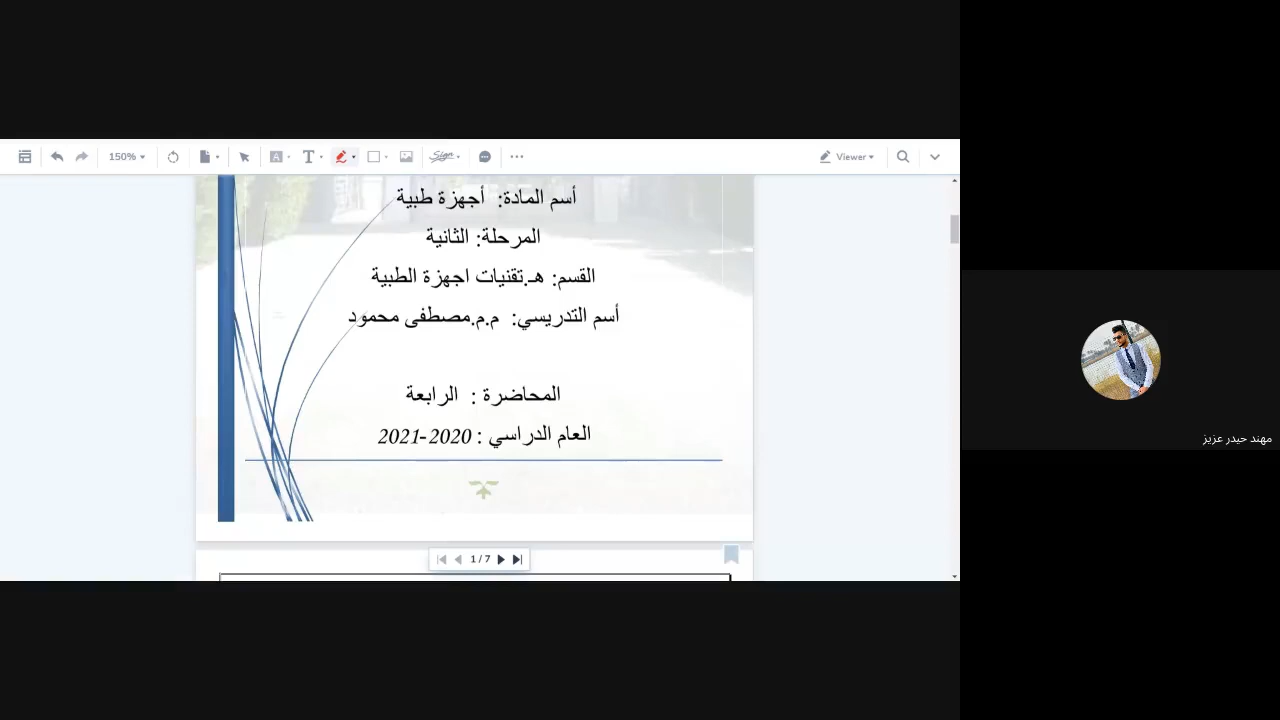 150%
T
A
Sign
Viewer
أسم المادة: أجهزة طبية
المرحلة: الثانية
القسم: هـ.تقنيات اجهزة الطبية
أسم التدريسي: م.م.مصطفى محمود
المحاضرة : الرابعة
العام الدراسي : 2020-2021
1 / 7
مهند حيدر عزيز